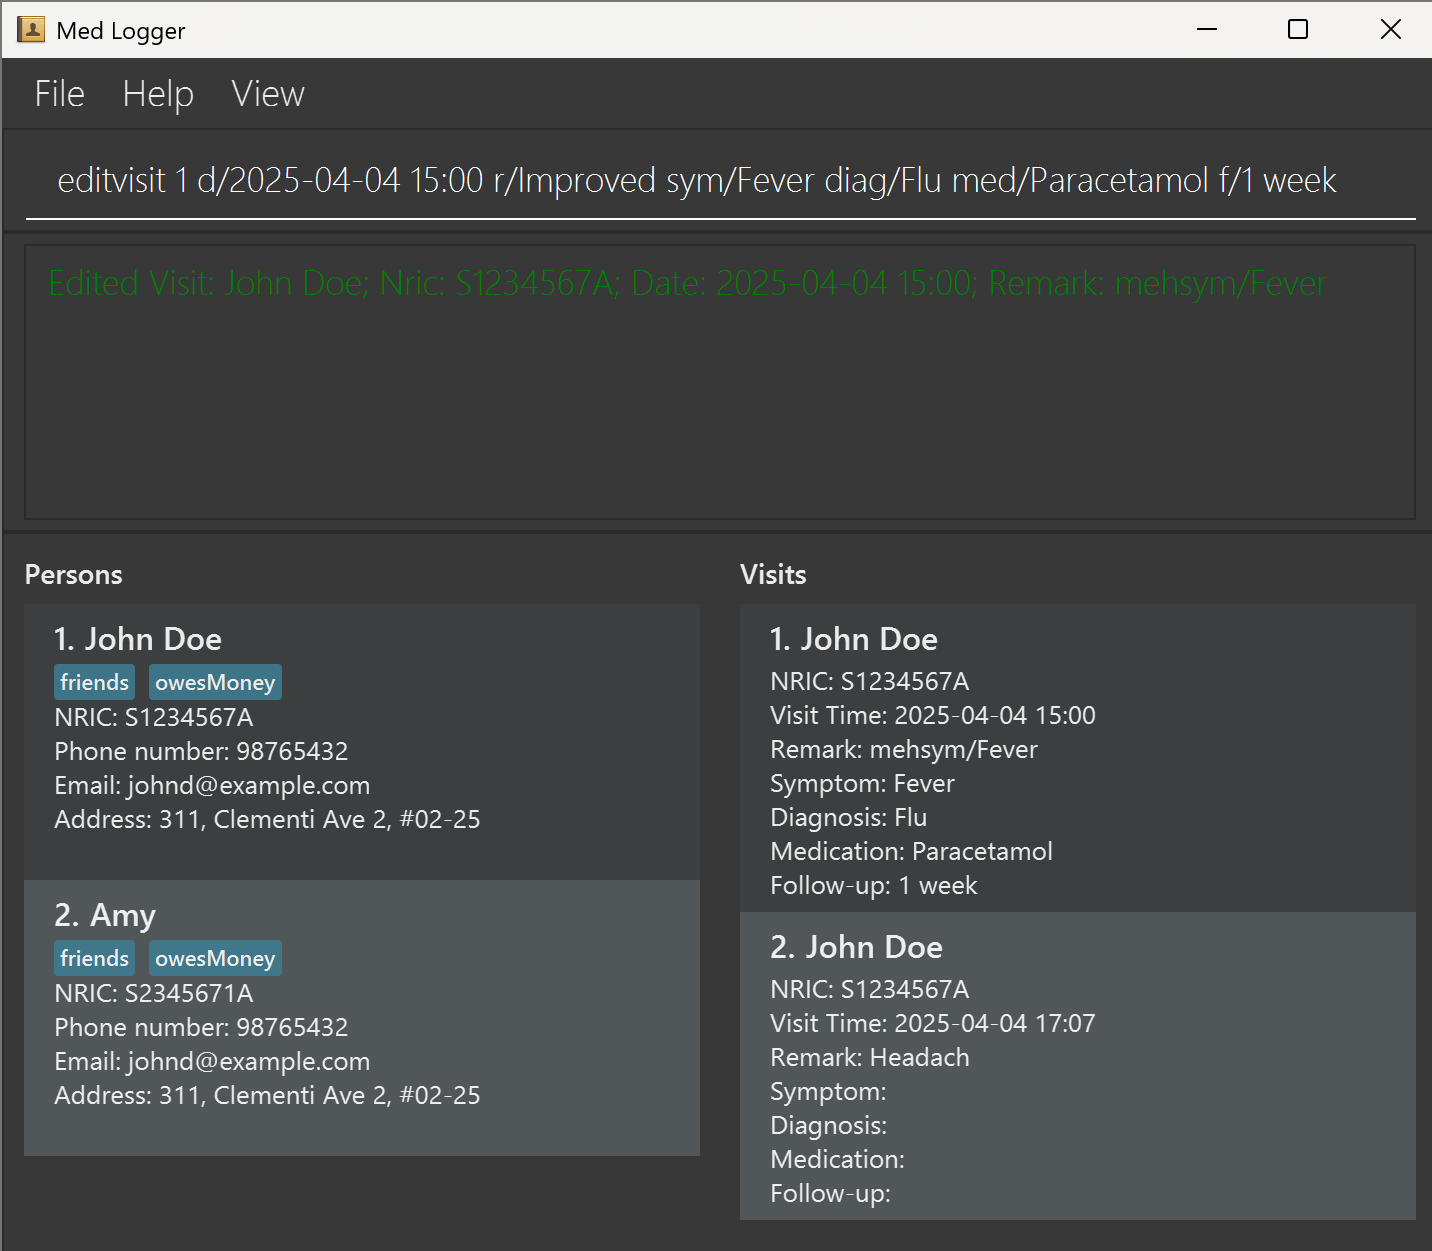 Med Logger
File Help View
editvisit 1 d/2025-04-04 15:00 r/Improved sym/Fever diag/Flu med/Paracetamol f/1 week
Edited Visit: John Doe; Nric: S1234567A; Date: 2025-04-04 15:00; Remark: mehsym/Fever
Persons
1. John Doe
friends owesMoney
NRIC: S1234567A
Phone number: 98765432
Email: johnd@example.com
Address: 311, Clementi Ave 2, #02-25
2. Amy
friends owesMoney
NRIC: S2345671A
Phone number: 98765432
Email: johnd@example.com
Address: 311, Clementi Ave 2, #02-25
Visits
1. John Doe
NRIC: S1234567A
Visit Time: 2025-04-04 15:00
Remark: mehsym/Fever
Symptom: Fever
Diagnosis: Flu
Medication: Paracetamol
Follow-up: 1 week
2. John Doe
NRIC: S1234567A
Visit Time: 2025-04-04 17:07
Remark: Headach
Symptom:
Diagnosis:
Medication:
Follow-up: